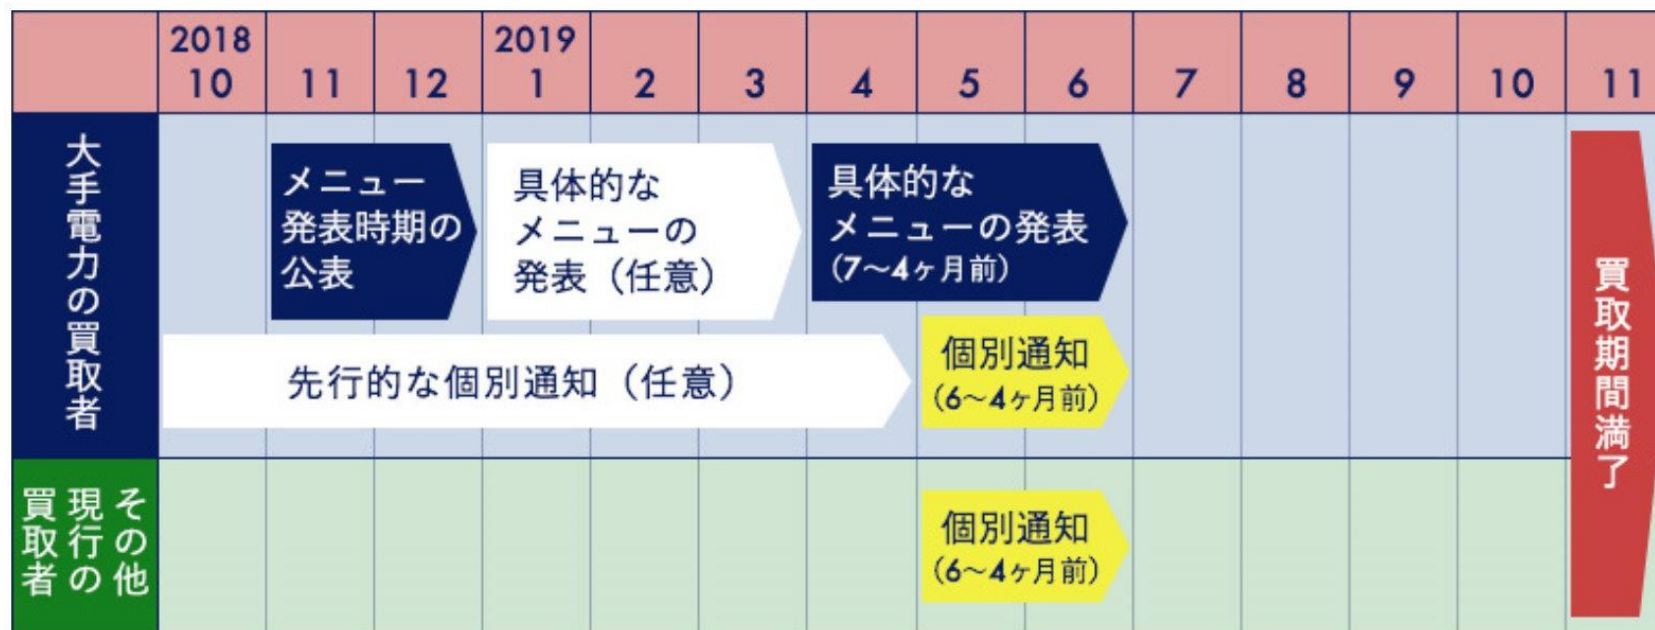 2018
10
11
12
2019
1
2
3
4
5
6
7
8
9
10
11
大手電力の買取者
メニュー
発表時期の
公表
具体的な
メニューの
発表（任意）
具体的な
メニューの発表
（7〜4ヶ月前）
先行的な個別通知（任意）
個別通知
（6〜4ヶ月前）
買取期間満了
その他
現行の
買取者
個別通知
（6〜4ヶ月前）